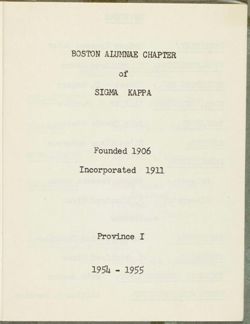 BOSTON ALUMNAE CHAPTER
of
SIGMA KAPPA
Founded 1906
Incorporated 1911
Province I
1954 - 1955